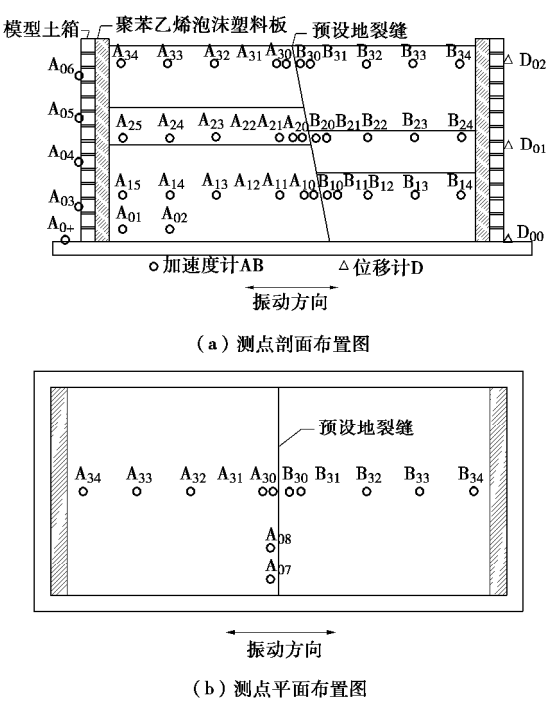 模型土箱 聚苯乙烯泡沫塑料板 预设地裂缝
A34 A33 A32 A31 A30 B30 B31 B32 B33 B34
A06 D02
A05
A25 A24 A23 A22 A21 A20 B20 B21 B22 B23 B24
D01
A04
A15 A14 A13 A12 A11 A10 B10 B11 B12 B13 B14
A03
A01 A02
A0+ D00
加速度计AB 位移计D
振动方向
(a)测点剖面布置图
预设地裂缝
A34 A33 A32 A31 A30 B30 B31 B32 B33 B34
A08
A07
振动方向
(b)测点平面布置图